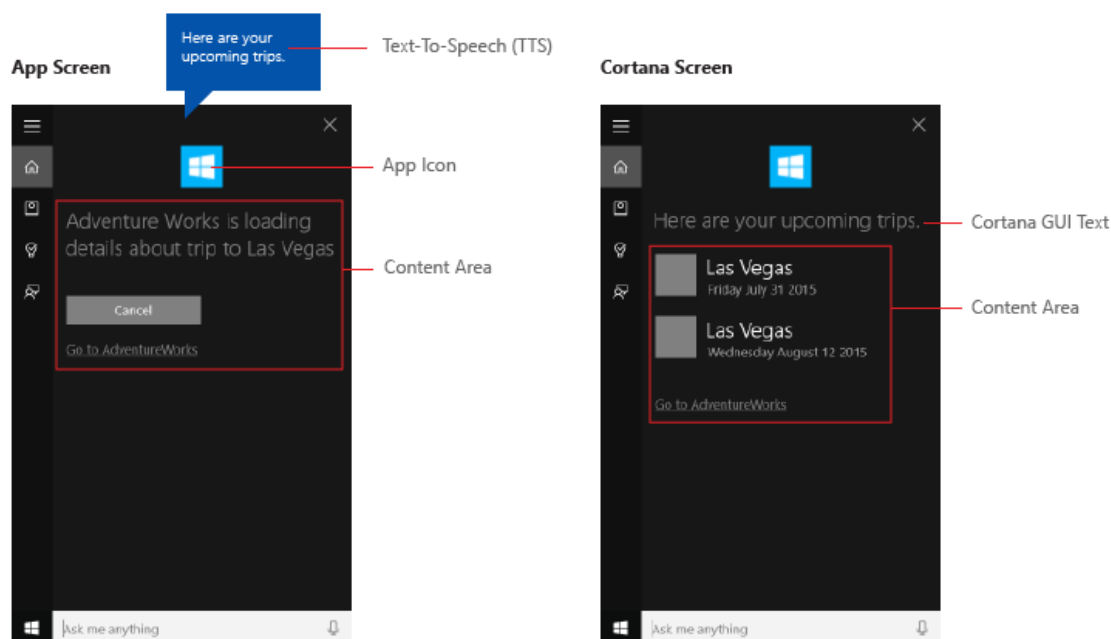 Here are your
upcoming trips.
Text-To-Speech (TTS)
App Screen
App Icon
Adventure Works is loading
details about trip to Las Vegas
Content Area
Cancel
Go to AdventureWorks
Ask me anything
Cortana Screen
Here are your upcoming trips.
Cortana GUI Text
Las Vegas
Friday July 31 2015
Content Area
Las Vegas
Wednesday August 12 2015
Go to AdventureWorks
Ask me anything